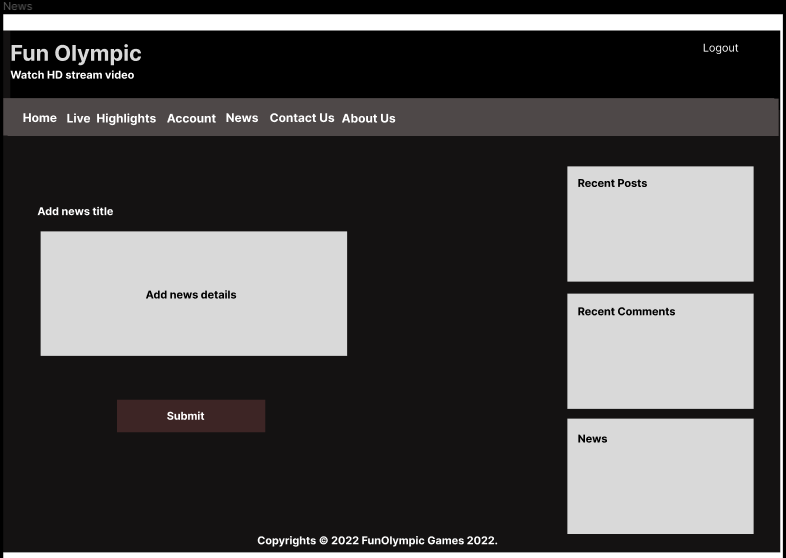 News
Fun Olympic
Logout
Watch HD stream video
Home Live Highlights Account News Contact Us About Us
Recent Posts
Add news title
Add news details
Recent Comments
Submit
News
Copyrights © 2022 FunOlympic Games 2022.